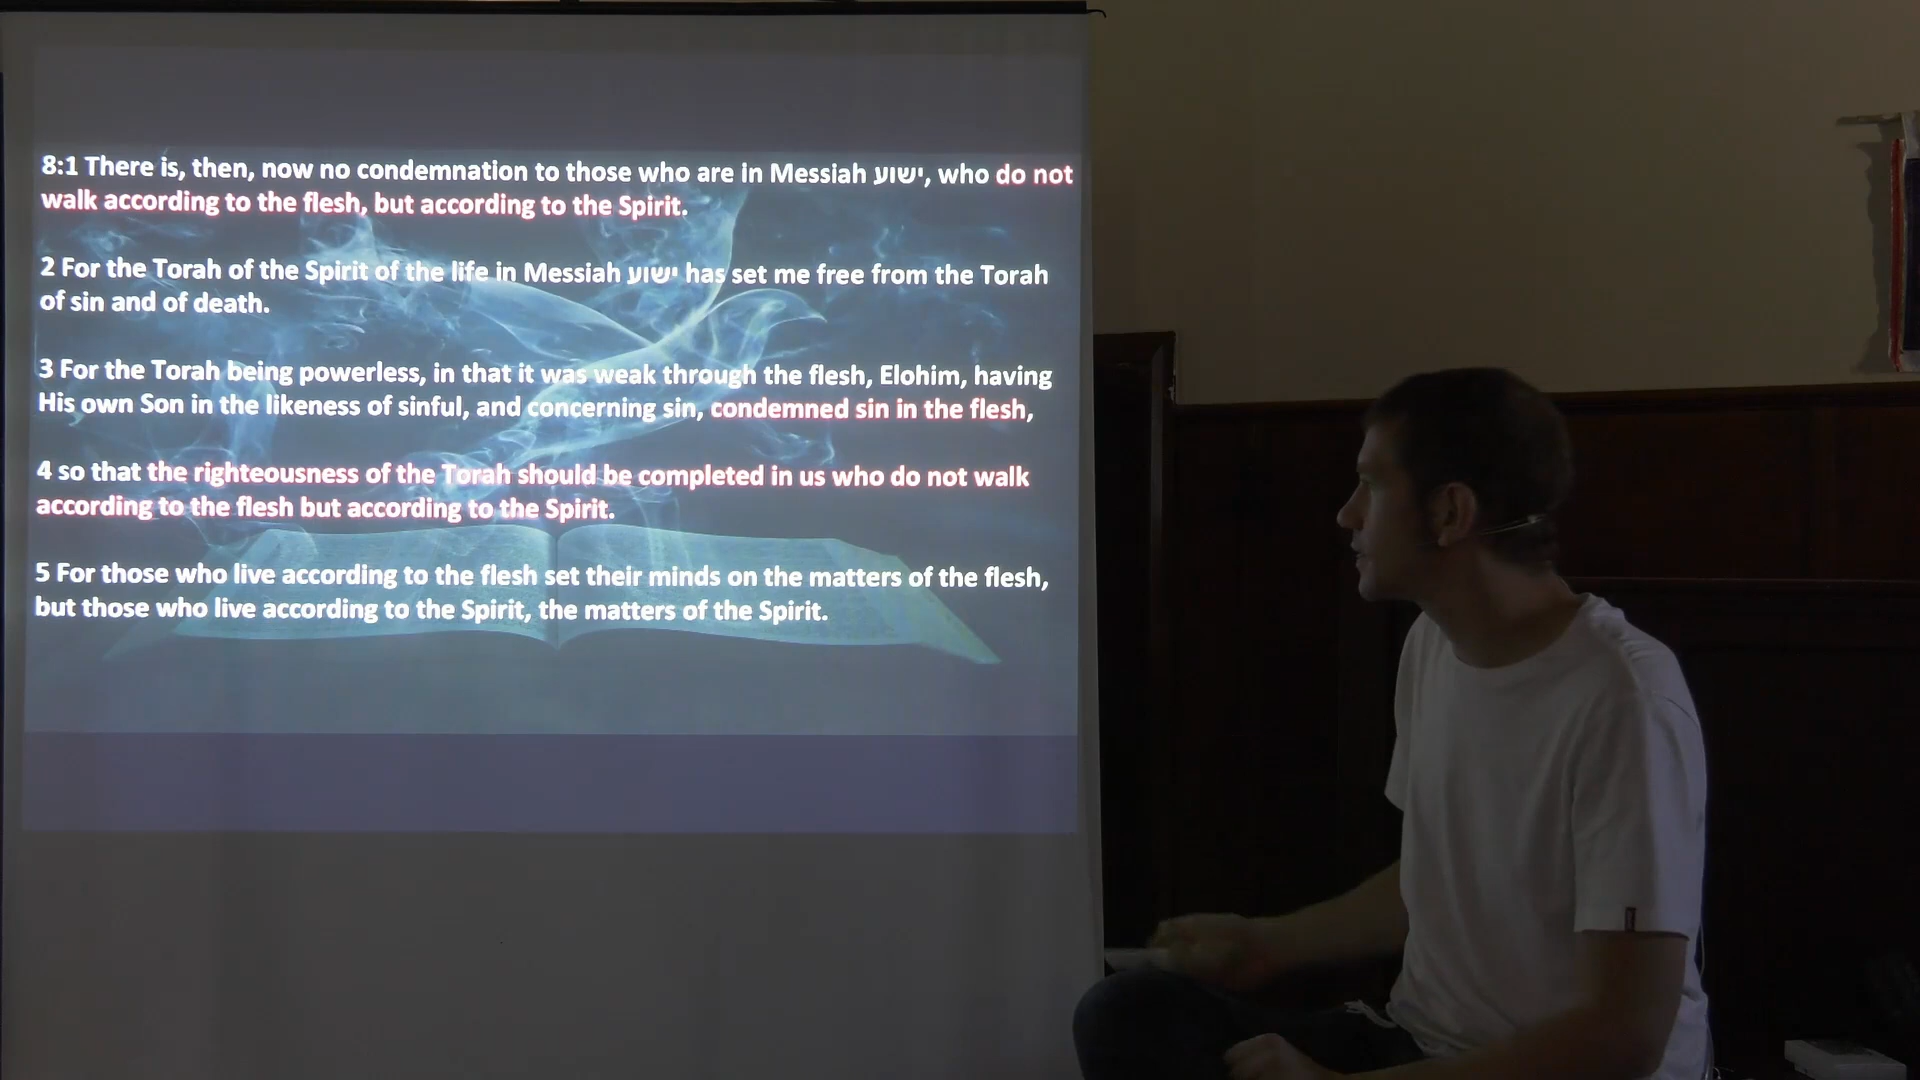 8:1 There is, then, now no condemnation to those who are in Messiah ישוע, who do not
walk according to the flesh, but according to the Spirit.
2 For the Torah of the Spirit of the life in Messiah ישוע has set me free from the Torah
of sin and of death.
3 For the Torah being powerless, in that it was weak through the flesh, Elohim, having
His own Son in the likeness of sinful, and concerning sin, condemned sin in the flesh,
4 so that the righteousness of the Torah should be completed in us who do not walk
according to the flesh but according to the Spirit.
5 For those who live according to the flesh set their minds on the matters of the flesh,
but those who live according to the Spirit, the matters of the Spirit.